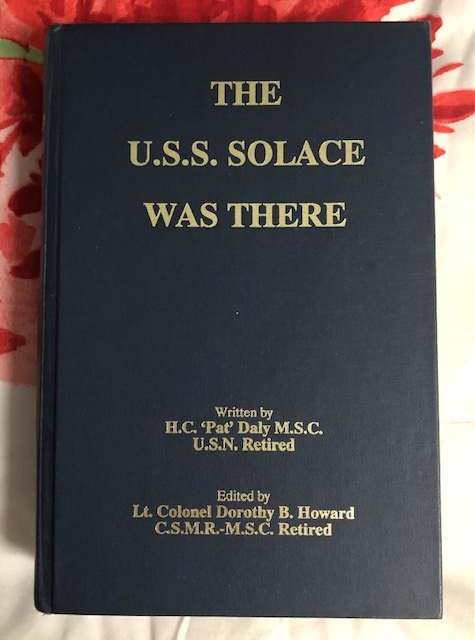 THE
U.S.S. SOLACE
WAS THERE
Written by
H.C. ‘Pat’ Daly M.S.C.
U.S.N. Retired
Edited by
Lt. Colonel Dorothy B. Howard
C.S.M.R.-M.S.C. Retired